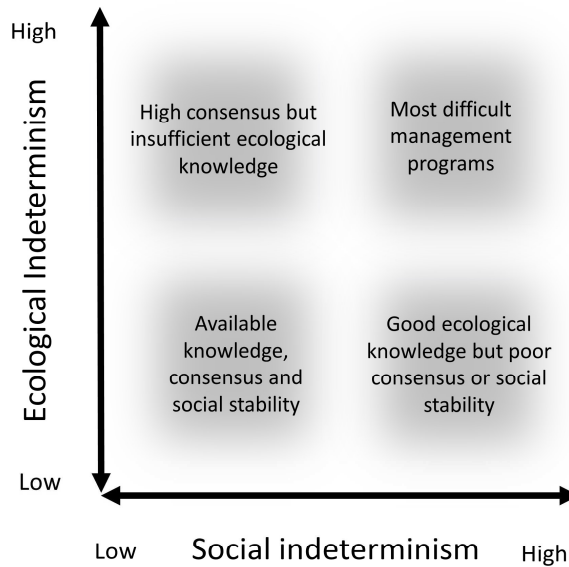 High
Ecological Indeterminism
High consensus but
insufficient ecological
knowledge
Most difficult
management
programs
Available
knowledge,
consensus and
social stability
Good ecological
knowledge but poor
consensus or social
stability
Low
Low
Social indeterminism
High